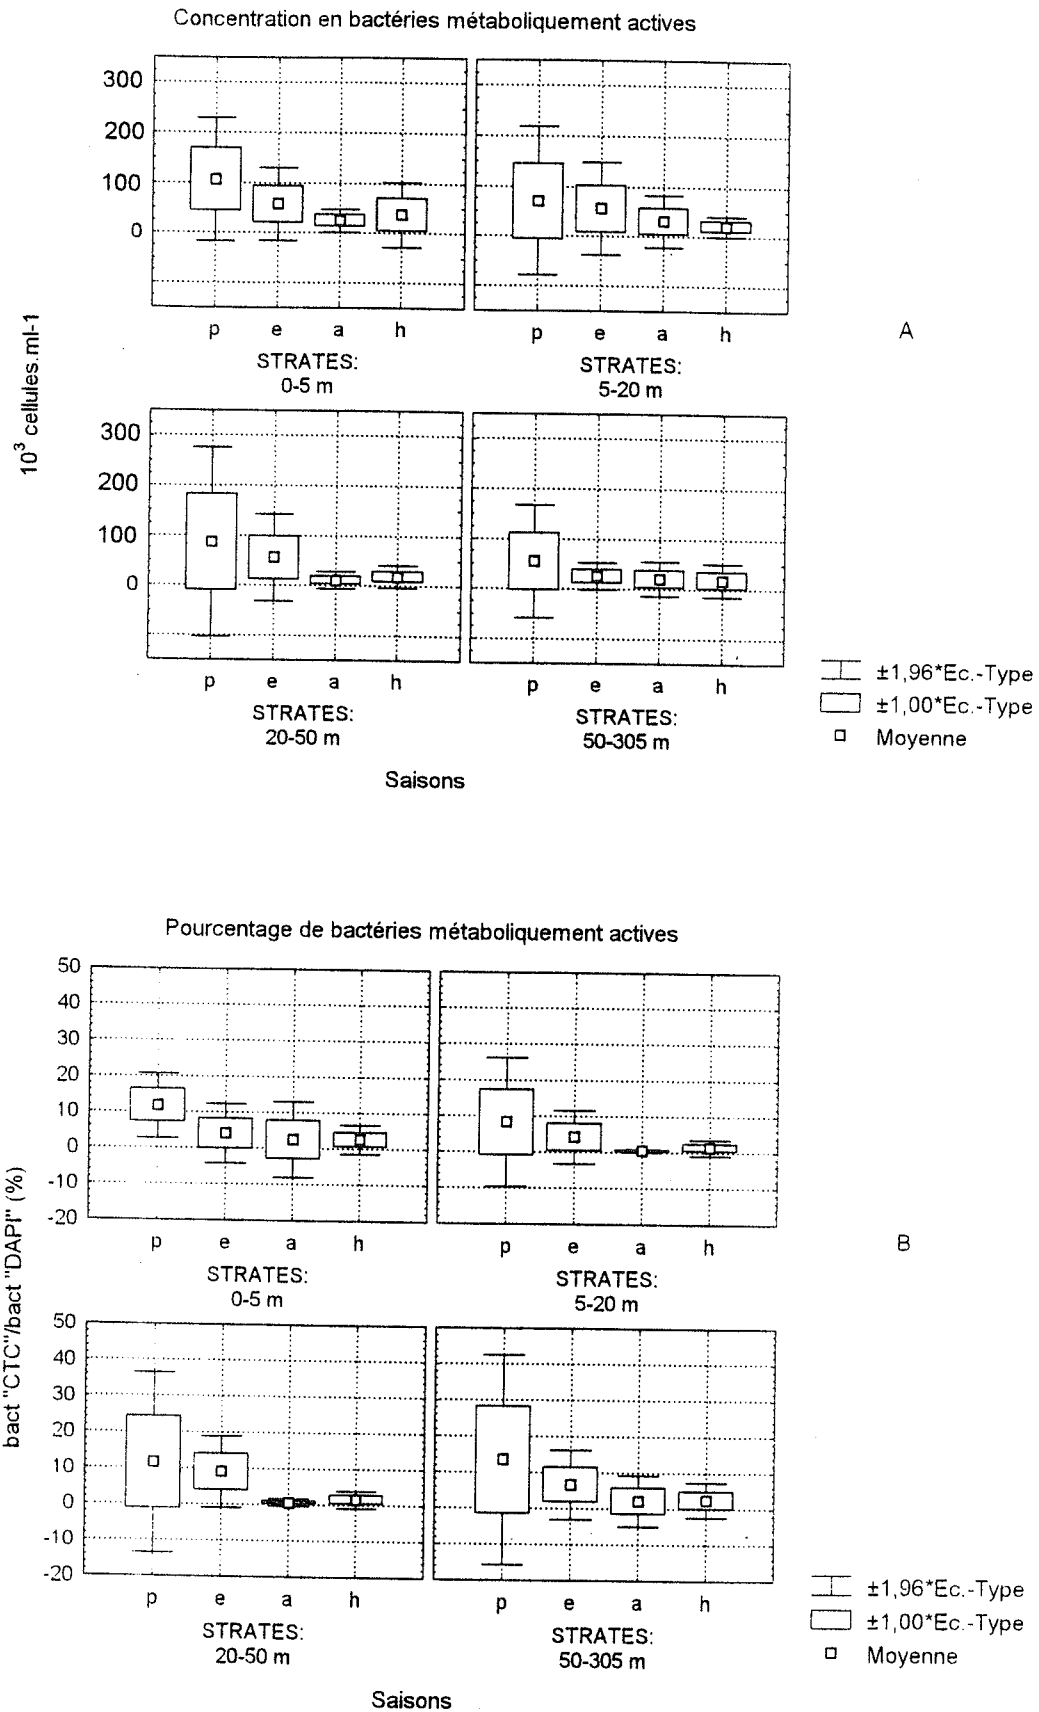 Concentration en bactéries métaboliquement actives
300
200
100
0
p e a h
STRATES:
0-5 m
p e a h
STRATES:
5-20 m
A
10³ cellules.ml-1
300
200
100
0
p e a h
STRATES:
20-50 m
p e a h
STRATES:
50-305 m
±1,96*Ec.-Type
±1,00*Ec.-Type
Moyenne
Saisons
Pourcentage de bactéries métaboliquement actives
50
40
30
20
10
0
-10
-20
p e a h
STRATES:
0-5 m
p e a h
STRATES:
5-20 m
B
bact "CTC"/bact "DAPI" (%)
50
40
30
20
10
0
-10
-20
p e a h
STRATES:
20-50 m
p e a h
STRATES:
50-305 m
±1,96*Ec.-Type
±1,00*Ec.-Type
Moyenne
Saisons